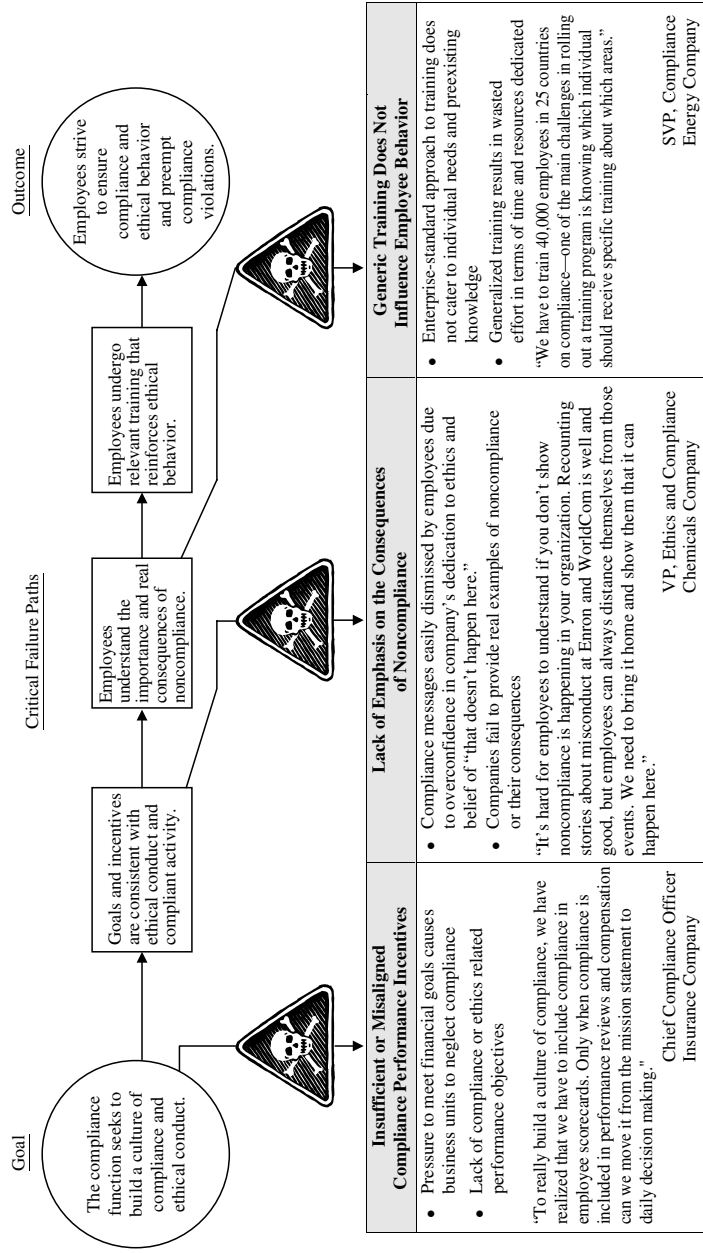 Goal
Critical Failure Paths
Outcome
The compliance
function seeks to
build a culture of
compliance and
ethical conduct.
Goals and incentives
are consistent with
ethical conduct and
compliant activity.
Employees
understand the
importance and real
consequences of
noncompliance.
Employees undergo
relevant training that
reinforces ethical
behavior.
Employees strive
to ensure
compliance and
ethical behavior
and preempt
compliance
violations.
Insufficient or Misaligned
Compliance Performance Incentives
• Pressure to meet financial goals causes
business units to neglect compliance
• Lack of compliance or ethics related
performance objectives
“To really build a culture of compliance, we have
realized that we have to include compliance in
employee scorecards. Only when compliance is
included in performance reviews and compensation
can we move it from the mission statement to
daily decision making."
Chief Compliance Officer
Insurance Company
Lack of Emphasis on the Consequences
of Noncompliance
• Compliance messages easily dismissed by employees due
to overconfidence in company’s dedication to ethics and
belief of “that doesn’t happen here.”
• Companies fail to provide real examples of noncompliance
or their consequences
“It’s hard for employees to understand if you don’t show
noncompliance is happening in your organization. Recounting
stories about misconduct at Enron and WorldCom is well and
good, but employees can always distance themselves from those
events. We need to bring it home and show them that it can
happen here.”
VP, Ethics and Compliance
Chemicals Company
Generic Training Does Not
Influence Employee Behavior
• Enterprise-standard approach to training does
not cater to individual needs and preexisting
knowledge
• Generalized training results in wasted
effort in terms of time and resources dedicated
“We have to train 40,000 employees in 25 countries
on compliance—one of the main challenges in rolling
out a training program is knowing which individual
should receive specific training about which areas.”
SVP, Compliance
Energy Company